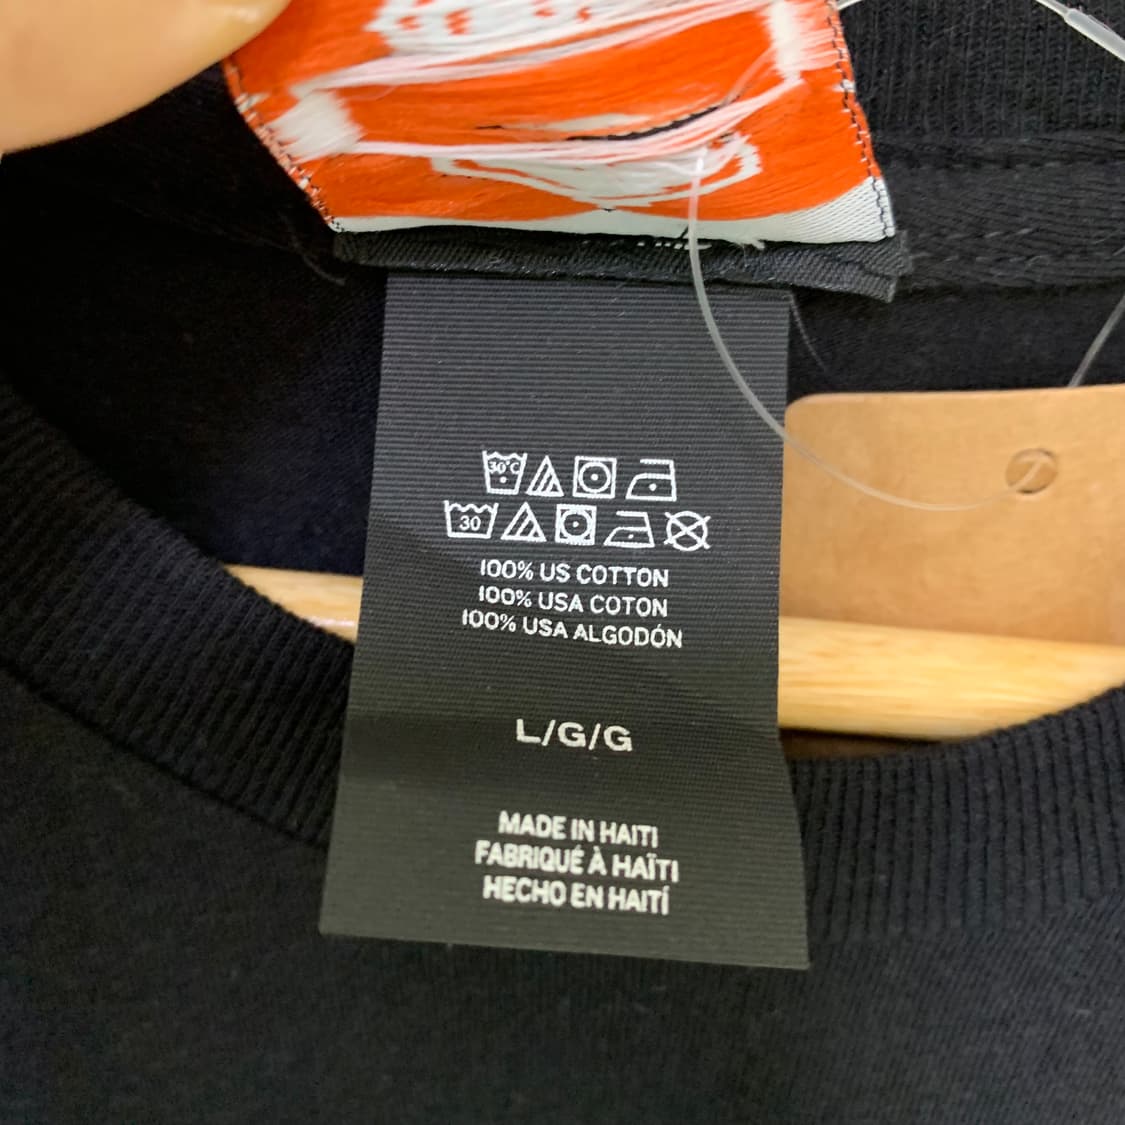 30°C
30
100% US COTTON
100% USA COTON
100% USA ALGODÓN
L/G/G
MADE IN HAITI
FABRIQUÉ À HAÏTI
HECHO EN HAITÍ